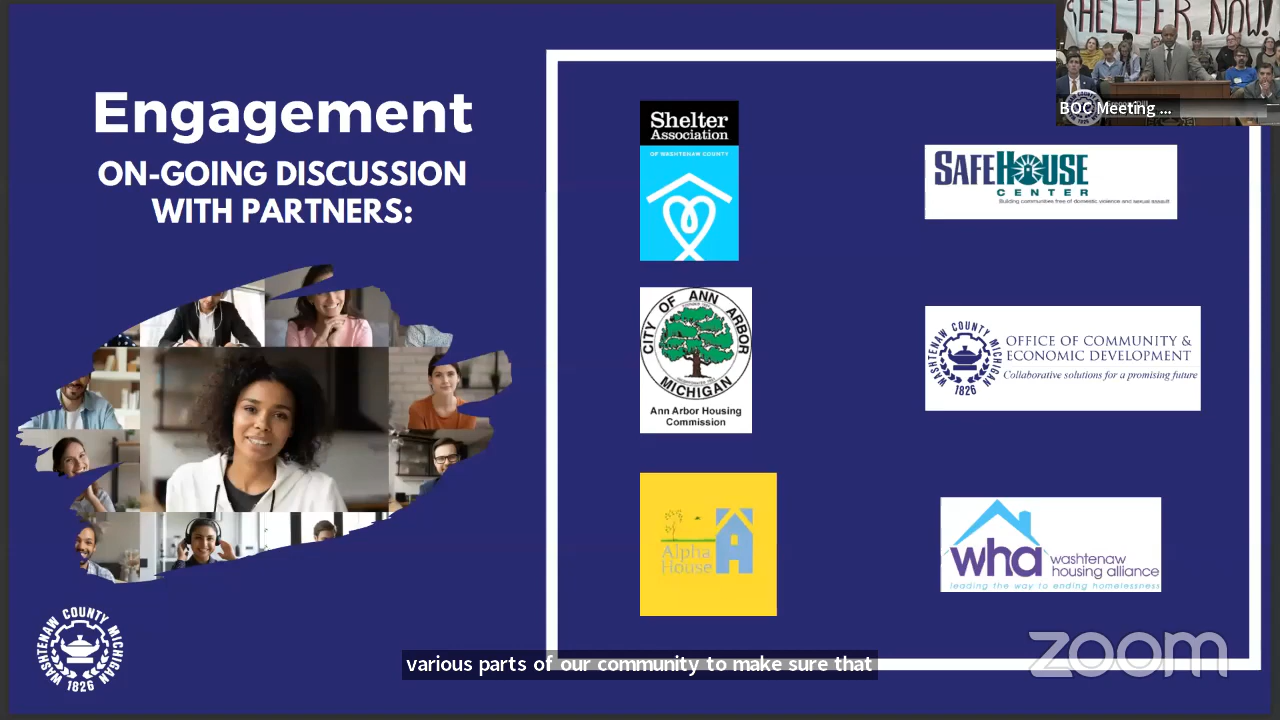 Engagement
ON-GOING DISCUSSION
WITH PARTNERS:
SHELTER NOW!
BOC Meeting ...
Shelter
Association
OF WASHTENAW COUNTY
SAFEHOUSE
CENTER
Building communities free of domestic violence and sexual assault
CITY OF ANN ARBOR
MICHIGAN
Ann Arbor Housing
Commission
WASHTENAW COUNTY MICHIGAN
1826
OFFICE OF COMMUNITY &
ECONOMIC DEVELOPMENT
Collaborative solutions for a promising future
Alpha
House
wha washtenaw
housing alliance
leading the way to ending homelessness
WASHTENAW COUNTY MICHIGAN
1826
various parts of our community to make sure that
zoom